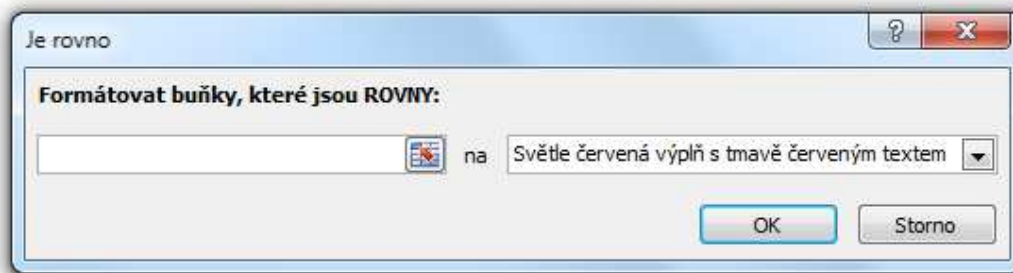 Je rovno
?
Formátovat buňky, které jsou ROVNY:
na Světle červená výplň s tmavě červeným textem
OK Storno